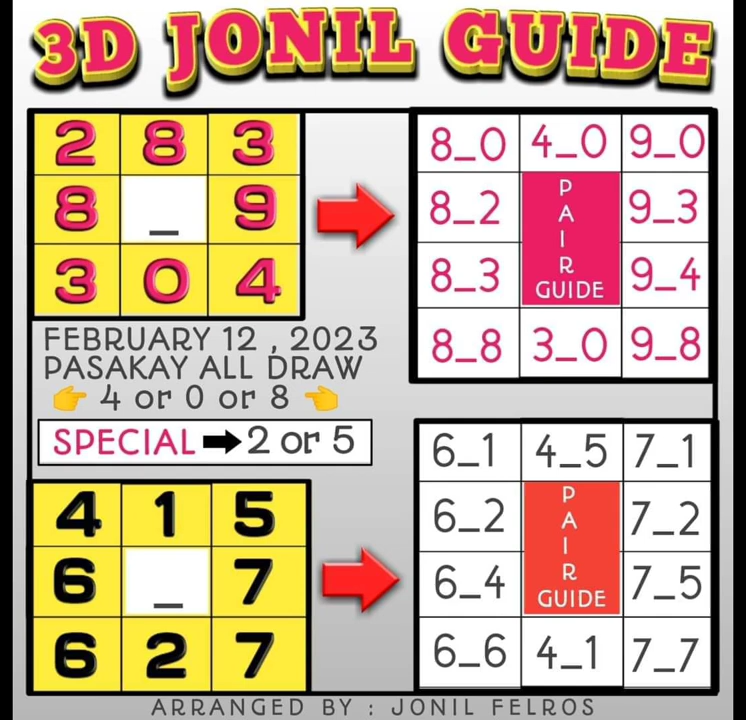 3D JONIL GUIDE
2 8 3
8 _ 9
3 0 4
8_0 4_0 9_0
8_2 9_3
8_3 9_4
8_8 3_0 9_8
PAIR
GUIDE
FEBRUARY 12 , 2023
PASAKAY ALL DRAW
👉 4 or 0 or 8 👈
SPECIAL ➡ 2 or 5
4 1 5
6 _ 7
6 2 7
6_1 4_5 7_1
6_2 7_2
6_4 7_5
6_6 4_1 7_7
PAIR
GUIDE
ARRANGED BY : JONIL FELROS